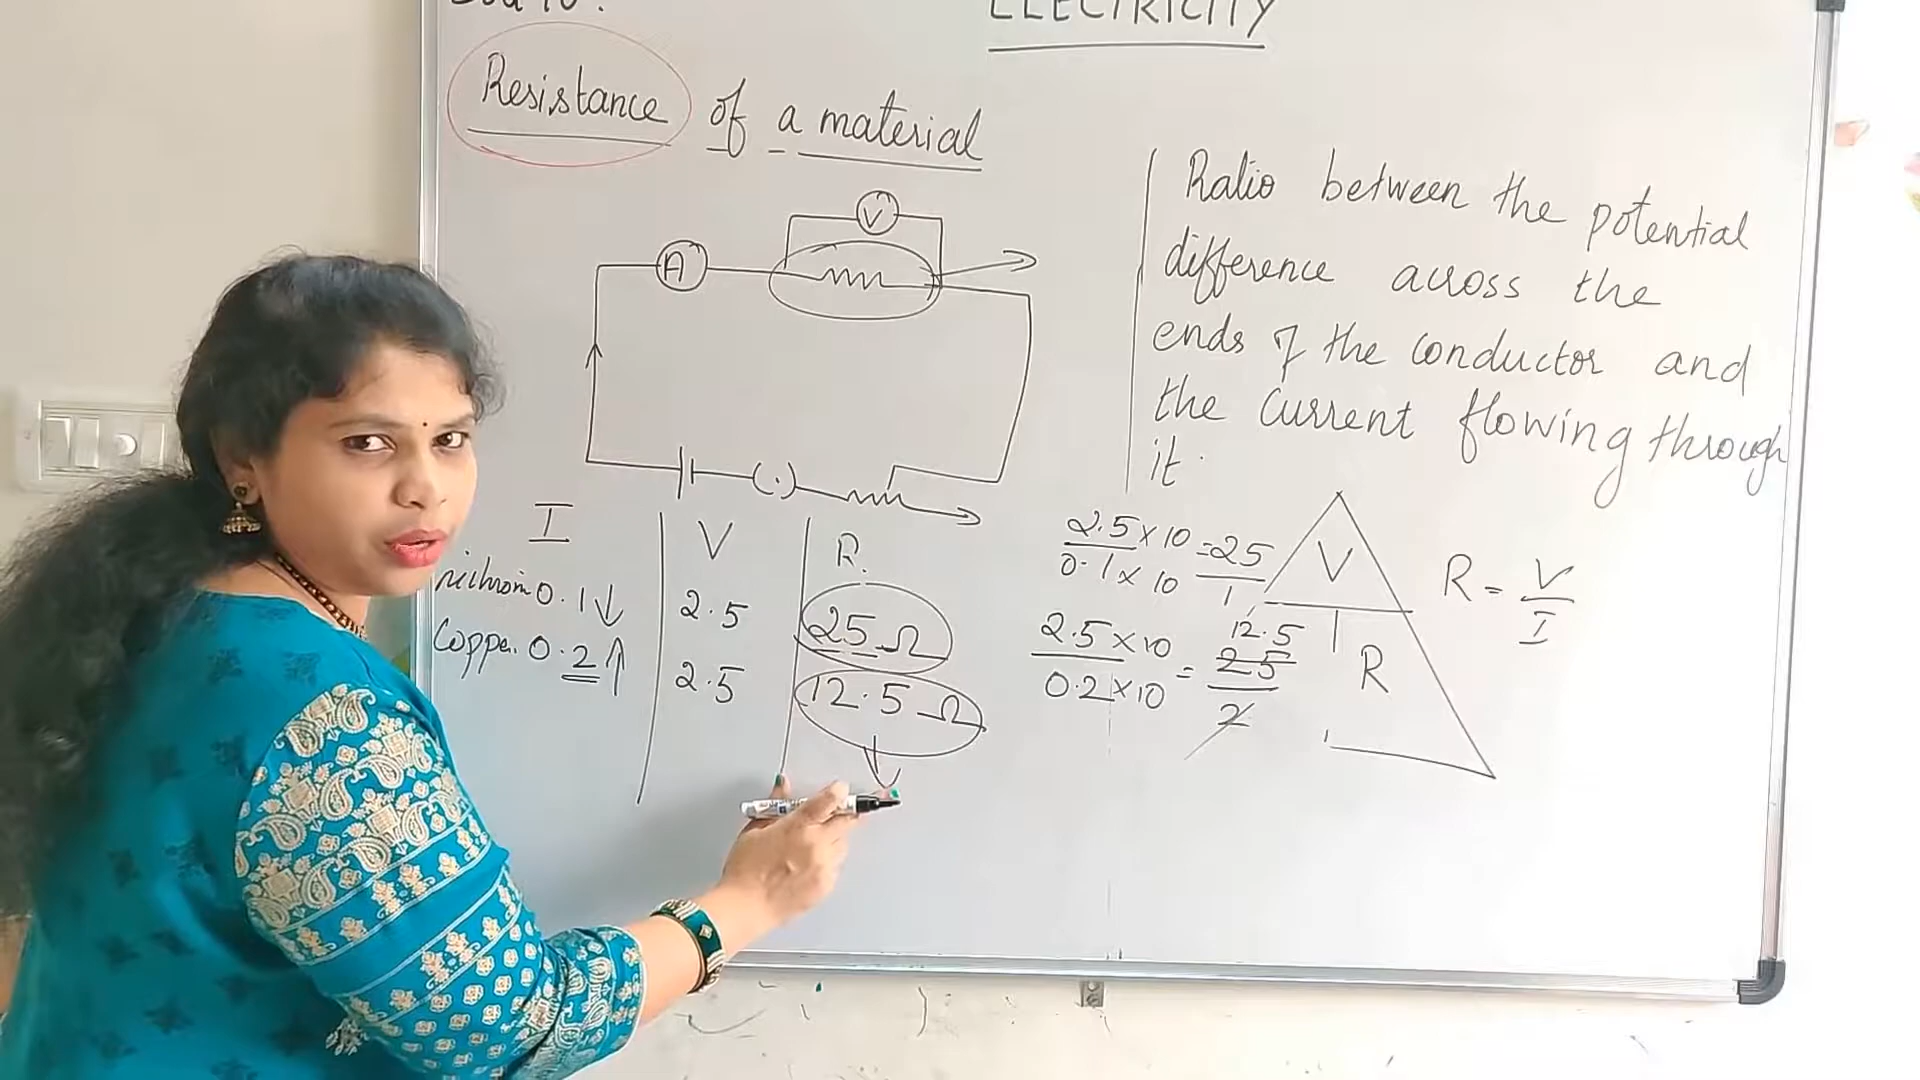 ELECTRICITY
Resistance of a material
V
A
Ratio between the potential
difference across the
ends of the conductor and
the current flowing through
it.
I V R.
nichrom 0.1↓ 2.5 25 Ω
Copper 0.2↑ 2.5 12.5 Ω
2.5 x 10 = 25
0.1 x 10 1
12.5
2.5 x 10 = 25
0.2 x 10 2
V
I R
R = V
I